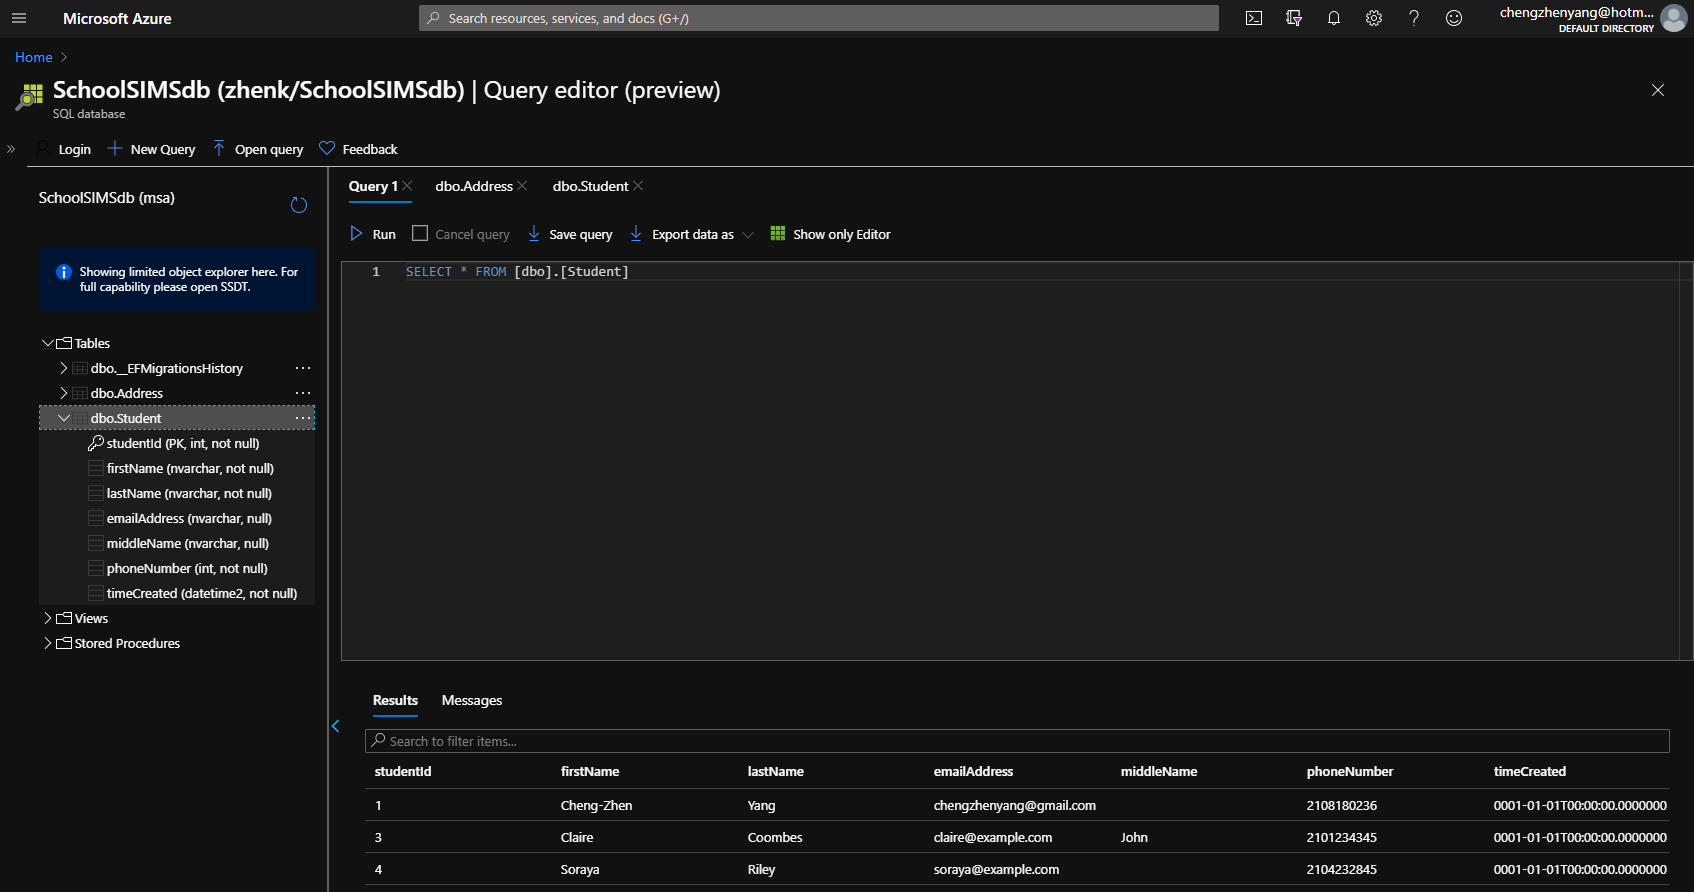 Microsoft Azure
Search resources, services, and docs (G+/)
chengzhenyang@hotm...
DEFAULT DIRECTORY
Home
SchoolSIMSdb (zhenk/SchoolSIMSdb) | Query editor (preview)
SQL database
Login New Query Open query Feedback
SchoolSIMSdb (msa)
Showing limited object explorer here. For
full capability please open SSDT.
Tables
dbo.__EFMigrationsHistory ...
dbo.Address ...
dbo.Student ...
studentId (PK, int, not null)
firstName (nvarchar, not null)
lastName (nvarchar, not null)
emailAddress (nvarchar, null)
middleName (nvarchar, null)
phoneNumber (int, not null)
timeCreated (datetime2, not null)
Views
Stored Procedures
Query 1 dbo.Address dbo.Student
Run Cancel query Save query Export data as Show only Editor
1 SELECT * FROM [dbo].[Student]
Results Messages
Search to filter items...
studentId firstName lastName emailAddress middleName phoneNumber timeCreated
1 Cheng-Zhen Yang chengzhenyang@gmail.com 2108180236 0001-01-01T00:00:00.0000000
3 Claire Coombes claire@example.com John 2101234345 0001-01-01T00:00:00.0000000
4 Soraya Riley soraya@example.com 2104232845 0001-01-01T00:00:00.0000000